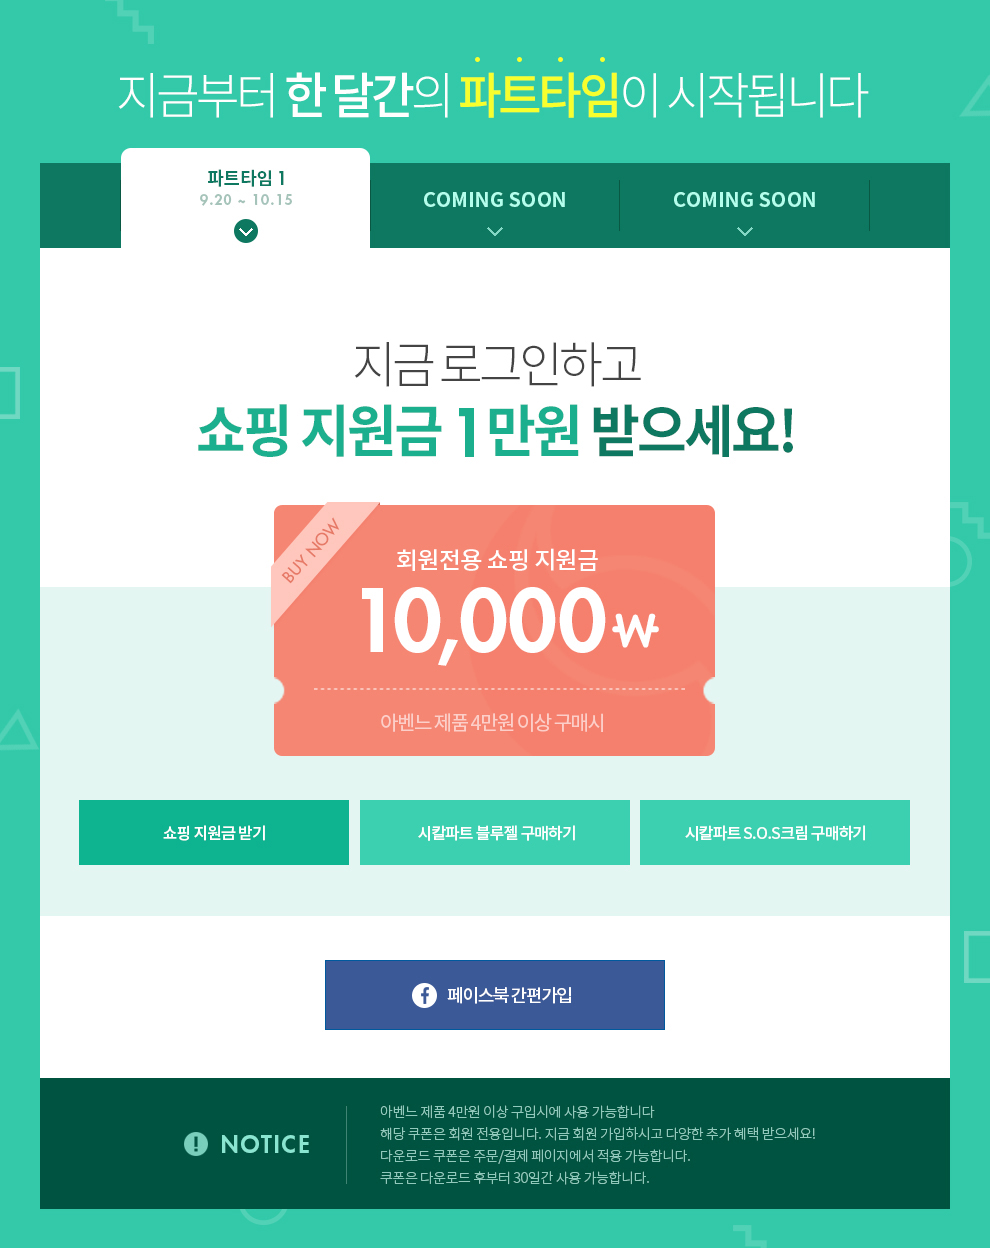 지금부터 한 달간의 파트타임이 시작됩니다
파트타임 1
9.20 ~ 10.15
COMING SOON
COMING SOON
지금 로그인하고
쇼핑 지원금 1만원 받으세요!
BUY NOW
회원전용 쇼핑 지원금
10,000₩
아벤느 제품 4만원 이상 구매시
쇼핑 지원금 받기
시칼파트 블루젤 구매하기
시칼파트 S.O.S크림 구매하기
페이스북 간편가입
NOTICE
아벤느 제품 4만원 이상 구입시에 사용 가능합니다
해당 쿠폰은 회원 전용입니다. 지금 회원 가입하시고 다양한 추가 혜택 받으세요!
다운로드 쿠폰은 주문/결제 페이지에서 적용 가능합니다.
쿠폰은 다운로드 후부터 30일간 사용 가능합니다.